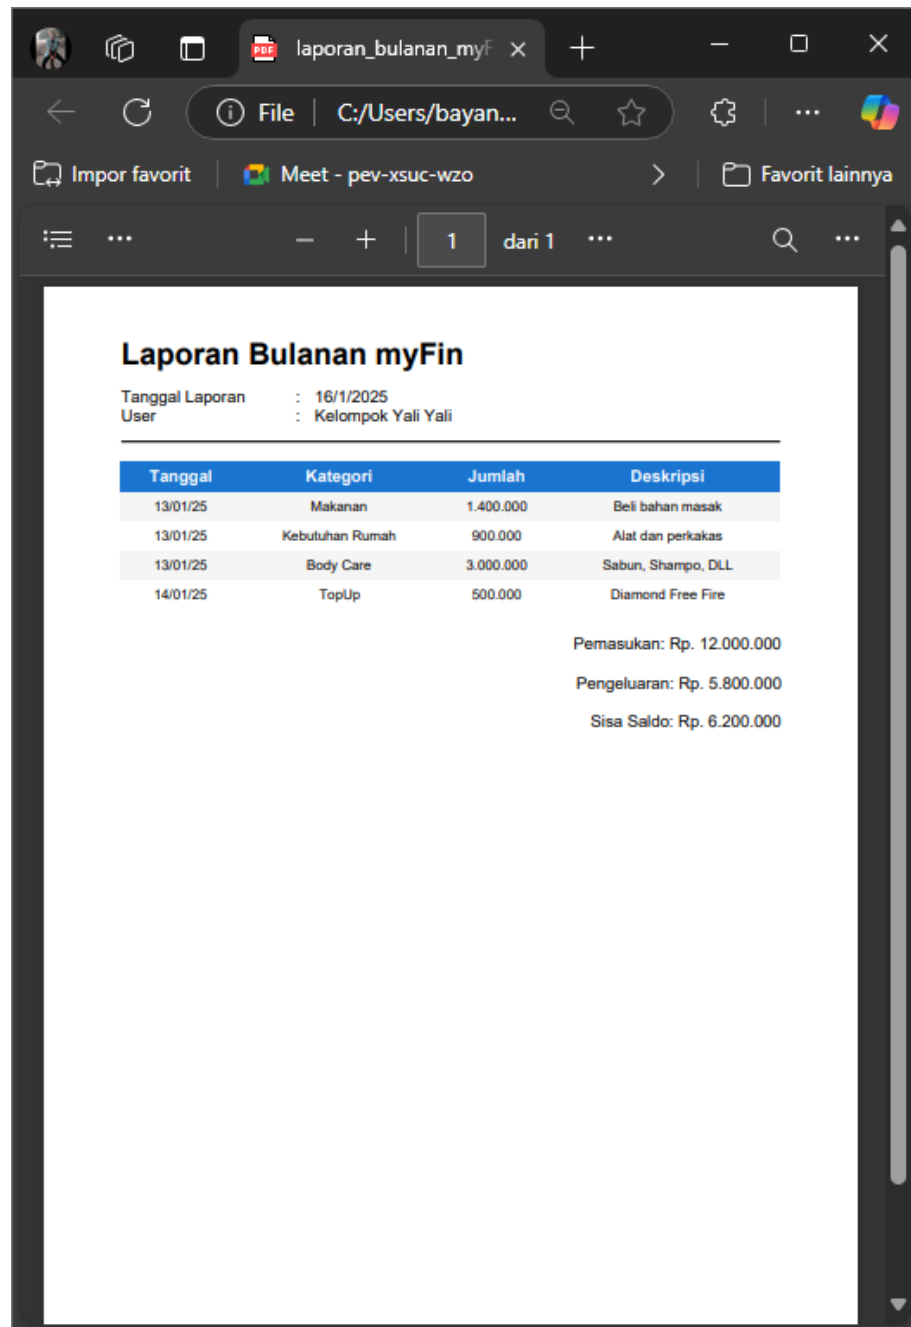 laporan_bulanan_myF
File | C:/Users/bayan...
Impor favorit
Meet - pev-xsuc-wzo
Favorit lainnya
1 dari 1
Laporan Bulanan myFin
Tanggal Laporan : 16/1/2025
User : Kelompok Yali Yali
Tanggal Kategori Jumlah Deskripsi
13/01/25 Makanan 1.400.000 Beli bahan masak
13/01/25 Kebutuhan Rumah 900.000 Alat dan perkakas
13/01/25 Body Care 3.000.000 Sabun, Shampo, DLL
14/01/25 TopUp 500.000 Diamond Free Fire
Pemasukan: Rp. 12.000.000
Pengeluaran: Rp. 5.800.000
Sisa Saldo: Rp. 6.200.000